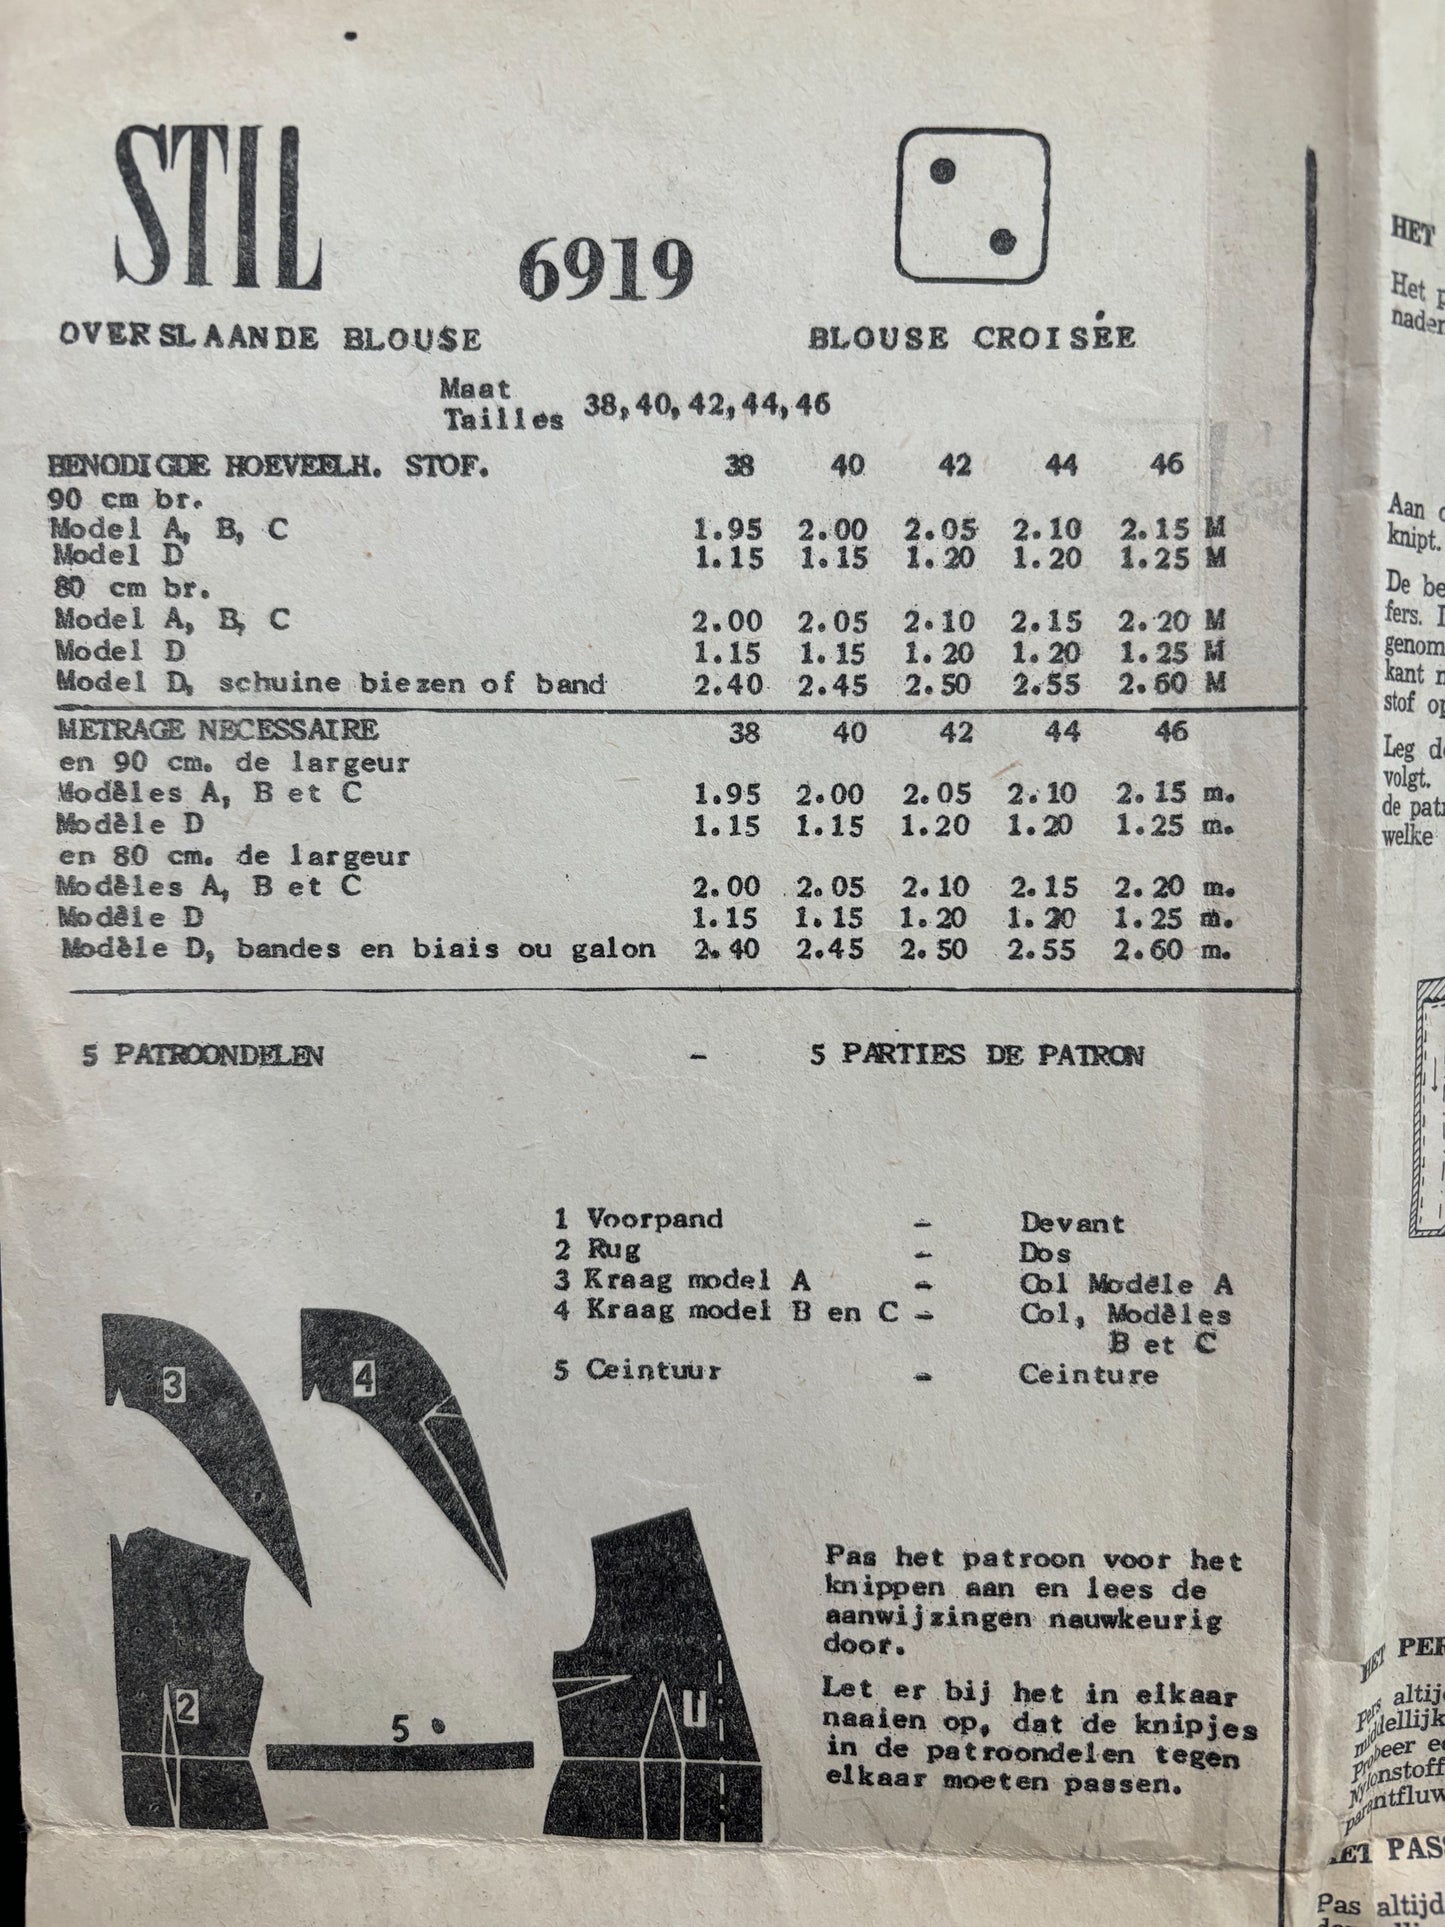 STIL
6919
OVERSLAANDE BLOUSE
BLOUSE CROISÉE
Maat
Tailles 38, 40, 42, 44, 46
BENODIGDE HOEVEELH. STOF. 38 40 42 44 46
90 cm br.
Model A, B, C 1.95 2.00 2.05 2.10 2.15 M
Model D 1.15 1.15 1.20 1.20 1.25 M
80 cm br.
Model A, B, C 2.00 2.05 2.10 2.15 2.20 M
Model D 1.15 1.15 1.20 1.20 1.25 M
Model D, schuine biezen of band 2.40 2.45 2.50 2.55 2.60 M
METRAGE NECESSAIRE 38 40 42 44 46
en 90 cm. de largeur
Modèles A, B et C 1.95 2.00 2.05 2.10 2.15 m.
Modèle D 1.15 1.15 1.20 1.20 1.25 m.
en 80 cm. de largeur
Modèles A, B et C 2.00 2.05 2.10 2.15 2.20 m.
Modèle D 1.15 1.15 1.20 1.20 1.25 m.
Modèle D, bandes en biais ou galon 2.40 2.45 2.50 2.55 2.60 m.
5 PATROONDELEN - 5 PARTIES DE PATRON
1 Voorpand - Devant
2 Rug - Dos
3 Kraag model A - Col Modèle A
4 Kraag model B en C - Col, Modèles
B et C
5 Ceintuur - Ceinture
3
4
2
5
Pas het patroon voor het
knippen aan en lees de
aanwijzingen nauwkeurig
door.
Let er bij het in elkaar
naaien op, dat de knipjes
in de patroondelen tegen
elkaar moeten passen.
HET
Het
Aan
knipt.
De
fers.
kant
stof
Leg
volgt.
welke
HET
Pers altijd
Probeer
HET PAS
Pas altijd